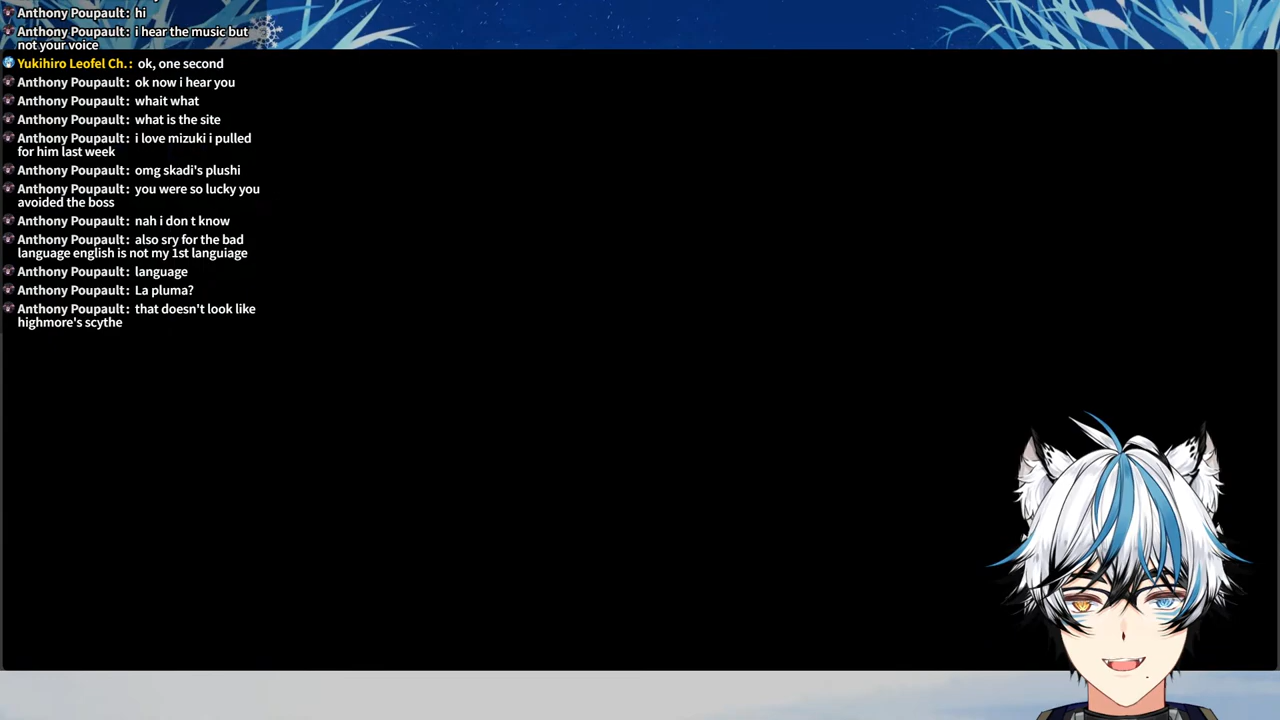 Anthony Poupault: hi
Anthony Poupault: i hear the music but
not your voice
Yukihiro Leofel Ch.: ok, one second
Anthony Poupault: ok now i hear you
Anthony Poupault: whait what
Anthony Poupault: what is the site
Anthony Poupault: i love mizuki i pulled
for him last week
Anthony Poupault: omg skadi's plushi
Anthony Poupault: you were so lucky you
avoided the boss
Anthony Poupault: nah i don t know
Anthony Poupault: also sry for the bad
language english is not my 1st languiage
Anthony Poupault: language
Anthony Poupault: La pluma?
Anthony Poupault: that doesn't look like
highmore's scythe